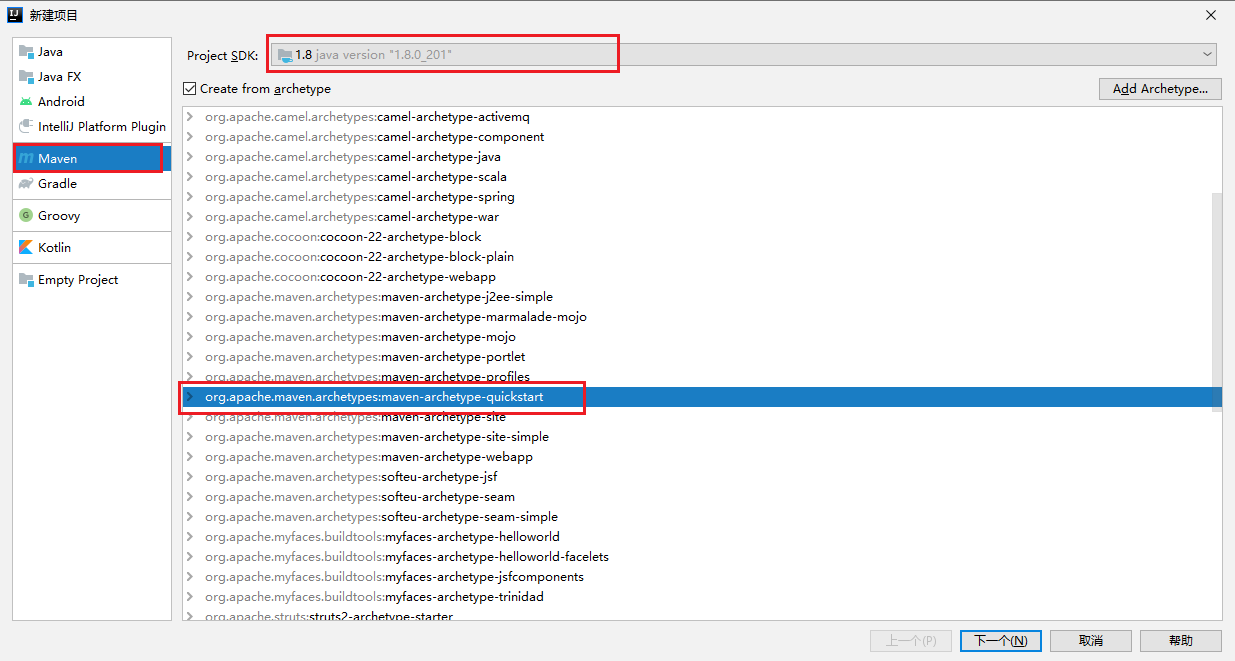 新建项目
Java
Java FX
Android
IntelliJ Platform Plugin
Maven
Gradle
Groovy
Kotlin
Empty Project
Project SDK: 1.8 java version "1.8.0_201"
Create from archetype
Add Archetype...
org.apache.camel.archetypes:camel-archetype-activemq
org.apache.camel.archetypes:camel-archetype-component
org.apache.camel.archetypes:camel-archetype-java
org.apache.camel.archetypes:camel-archetype-scala
org.apache.camel.archetypes:camel-archetype-spring
org.apache.camel.archetypes:camel-archetype-war
org.apache.cocoon:cocoon-22-archetype-block
org.apache.cocoon:cocoon-22-archetype-block-plain
org.apache.cocoon:cocoon-22-archetype-webapp
org.apache.maven.archetypes:maven-archetype-j2ee-simple
org.apache.maven.archetypes:maven-archetype-marmalade-mojo
org.apache.maven.archetypes:maven-archetype-mojo
org.apache.maven.archetypes:maven-archetype-portlet
org.apache.maven.archetypes:maven-archetype-profiles
org.apache.maven.archetypes:maven-archetype-quickstart
org.apache.maven.archetypes:maven-archetype-site
org.apache.maven.archetypes:maven-archetype-site-simple
org.apache.maven.archetypes:maven-archetype-webapp
org.apache.maven.archetypes:softeu-archetype-jsf
org.apache.maven.archetypes:softeu-archetype-seam
org.apache.maven.archetypes:softeu-archetype-seam-simple
org.apache.myfaces.buildtools:myfaces-archetype-helloworld
org.apache.myfaces.buildtools:myfaces-archetype-helloworld-facelets
org.apache.myfaces.buildtools:myfaces-archetype-jsfcomponents
org.apache.myfaces.buildtools:myfaces-archetype-trinidad
org.apache.struts:struts2-archetype-starter
上一个(P)
下一个(N)
取消
帮助